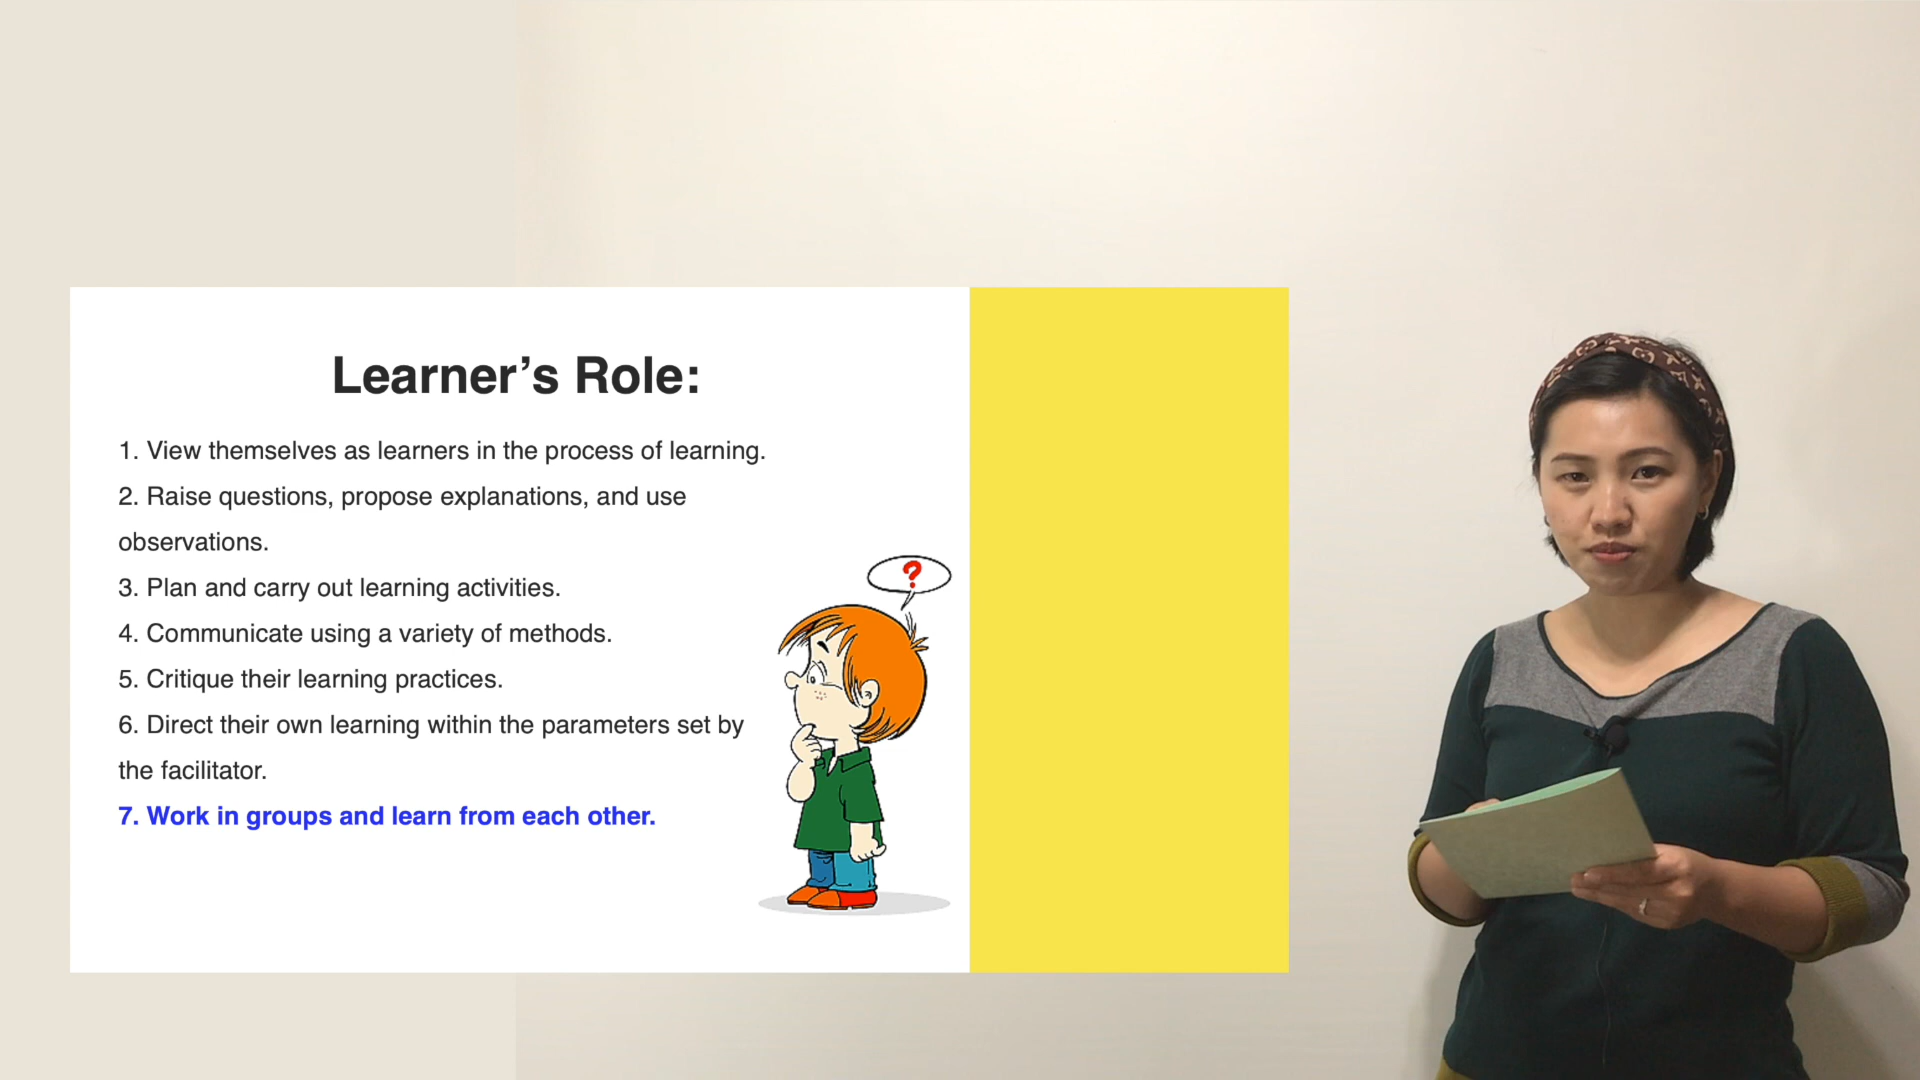 Learner’s Role:
1. View themselves as learners in the process of learning.
2. Raise questions, propose explanations, and use
observations.
3. Plan and carry out learning activities.
4. Communicate using a variety of methods.
5. Critique their learning practices.
6. Direct their own learning within the parameters set by
the facilitator.
7. Work in groups and learn from each other.
?